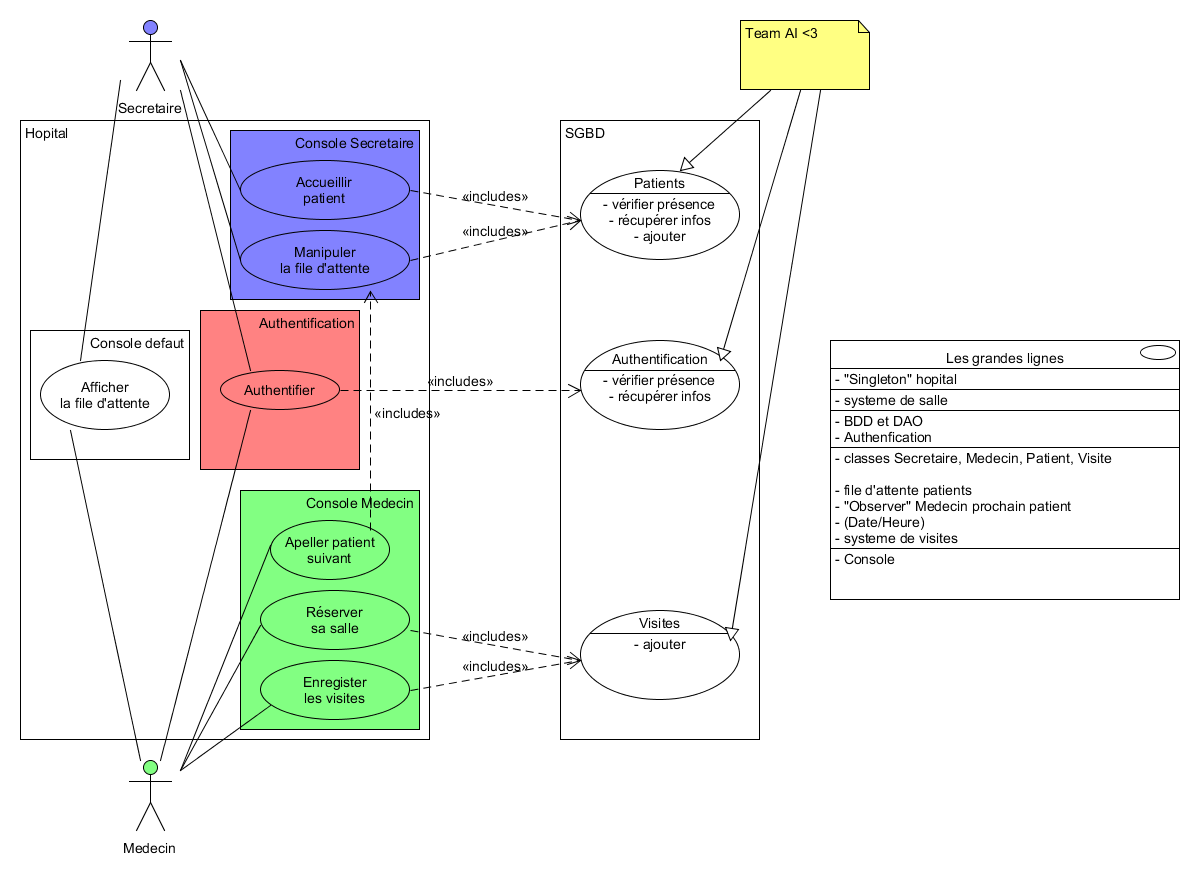 Secretaire
Team AI <3
Hopital
Console Secretaire
Accueillir
patient
Manipuler
la file d'attente
Authentification
Authentifier
Console defaut
Afficher
la file d'attente
Console Medecin
Apeller patient
suivant
Réserver
sa salle
Enregister
les visites
Medecin
«includes»
«includes»
«includes»
«includes»
«includes»
«includes»
SGBD
Patients
- vérifier présence
- récupérer infos
- ajouter
Authentification
- vérifier présence
- récupérer infos
Visites
- ajouter
Les grandes lignes
- "Singleton" hopital
- systeme de salle
- BDD et DAO
- Authenfication
- classes Secretaire, Medecin, Patient, Visite
- file d'attente patients
- "Observer" Medecin prochain patient
- (Date/Heure)
- systeme de visites
- Console